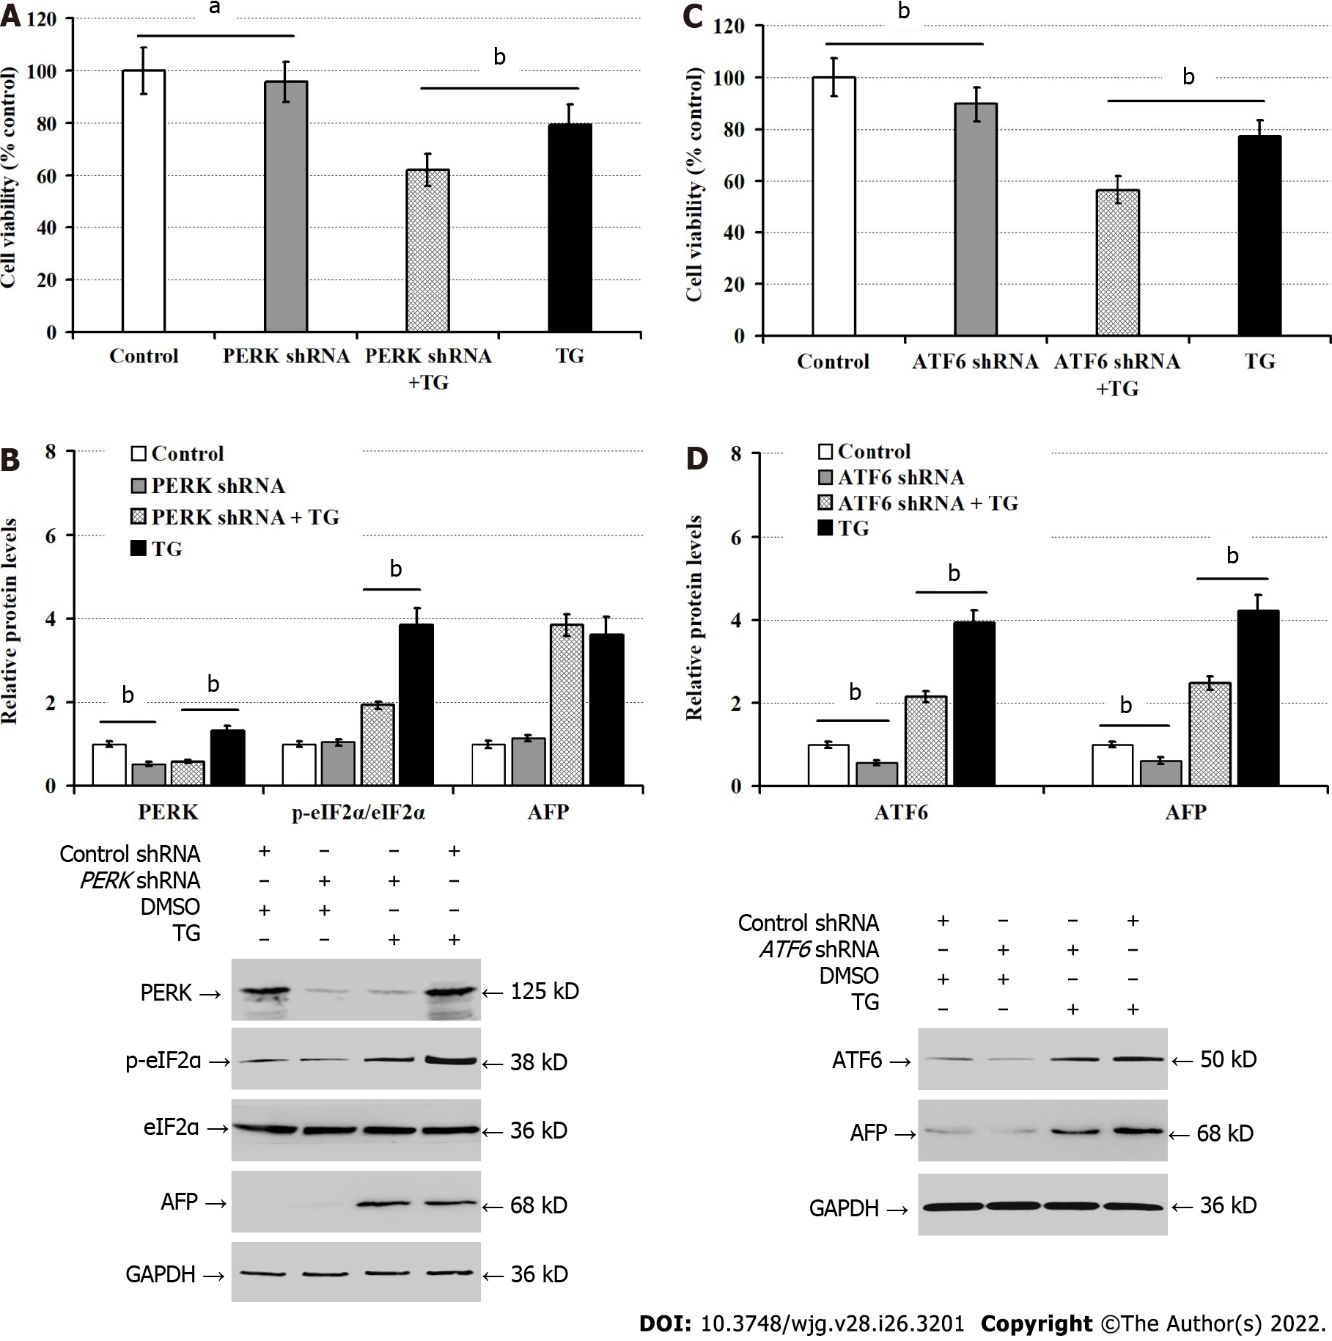 A
a
Cell viability (% control)
120
100
80
60
40
20
0
b
Control
PERK shRNA
PERK shRNA
+TG
TG
C
b
Cell viability (% control)
120
100
80
60
40
20
0
b
Control
ATF6 shRNA
ATF6 shRNA
+TG
TG
B
Relative protein levels
8
6
4
2
0
Control
PERK shRNA
PERK shRNA + TG
TG
b
b
b
PERK
p-eIF2α/eIF2α
AFP
Control shRNA + – – +
PERK shRNA – + + –
DMSO + + – –
TG – – + +
PERK → ← 125 kD
p-eIF2α → ← 38 kD
eIF2α → ← 36 kD
AFP → ← 68 kD
GAPDH → ← 36 kD
D
Relative protein levels
8
6
4
2
0
Control
ATF6 shRNA
ATF6 shRNA + TG
TG
b
b
b
b
ATF6
AFP
Control shRNA + – – +
ATF6 shRNA – + + –
DMSO + + – –
TG – – + +
ATF6 → ← 50 kD
AFP → ← 68 kD
GAPDH → ← 36 kD
DOI: 10.3748/wjg.v28.i26.3201 Copyright ©The Author(s) 2022.